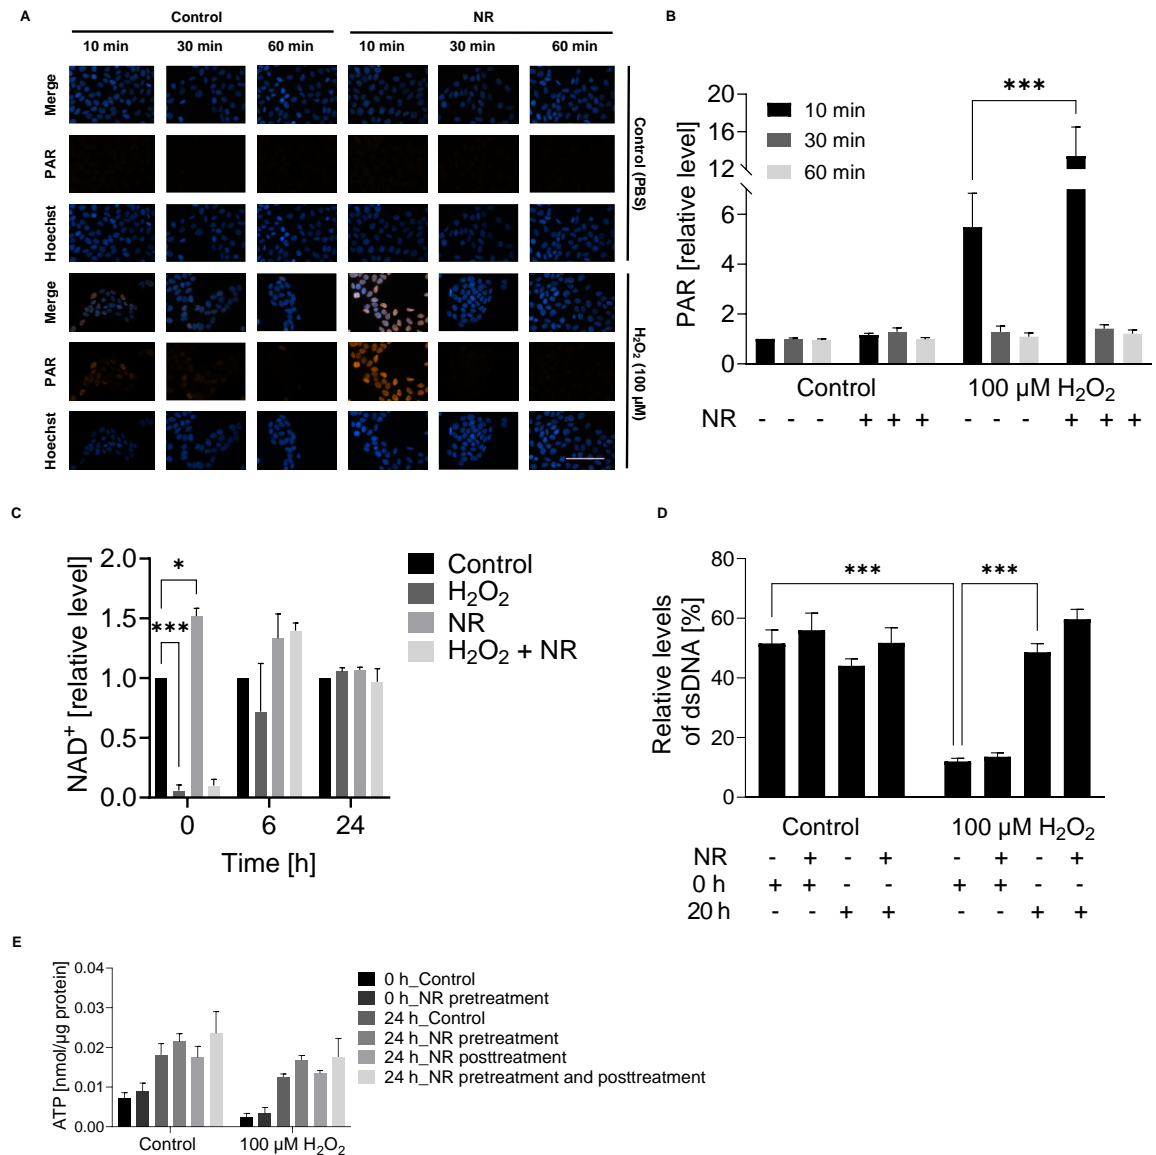 A
Control
NR
10 min 30 min 60 min 10 min 30 min 60 min
Merge
PAR
Hoechst
Control (PBS)
Merge
PAR
Hoechst
H₂O₂ (100 µM)
B
***
20
16
12
6
4
2
0
PAR [relative level]
10 min
30 min
60 min
Control 100 µM H₂O₂
NR - - - + + + - - - + + +
C
NAD⁺ [relative level]
2.0
1.5
1.0
0.5
0.0
*
***
0 6 24
Time [h]
Control
H₂O₂
NR
H₂O₂ + NR
D
Relative levels
of dsDNA [%]
80
60
40
20
0
*** ***
Control 100 µM H₂O₂
NR - + - + - + - +
0 h + + - - + + - -
20 h - - + + - - + +
E
ATP [nmol/µg protein]
0.04
0.03
0.02
0.01
0.00
Control 100 µM H₂O₂
0 h_Control
0 h_NR pretreatment
24 h_Control
24 h_NR pretreatment
24 h_NR posttreatment
24 h_NR pretreatment and posttreatment